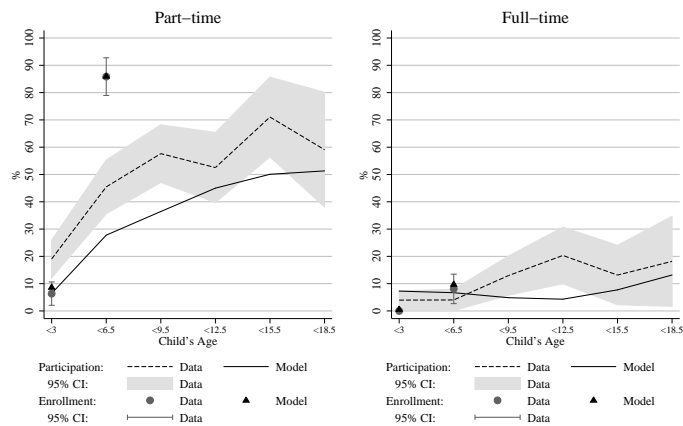 Part−time
100
90
80
70
60
50
40
30
20
10
0
%
<3 <6.5 <9.5 <12.5 <15.5 <18.5
Child's Age
Participation: Data Model
95% CI: Data
Enrollment: Data Model
95% CI: Data
Full−time
100
90
80
70
60
50
40
30
20
10
0
%
<3 <6.5 <9.5 <12.5 <15.5 <18.5
Child's Age
Participation: Data Model
95% CI: Data
Enrollment: Data Model
95% CI: Data